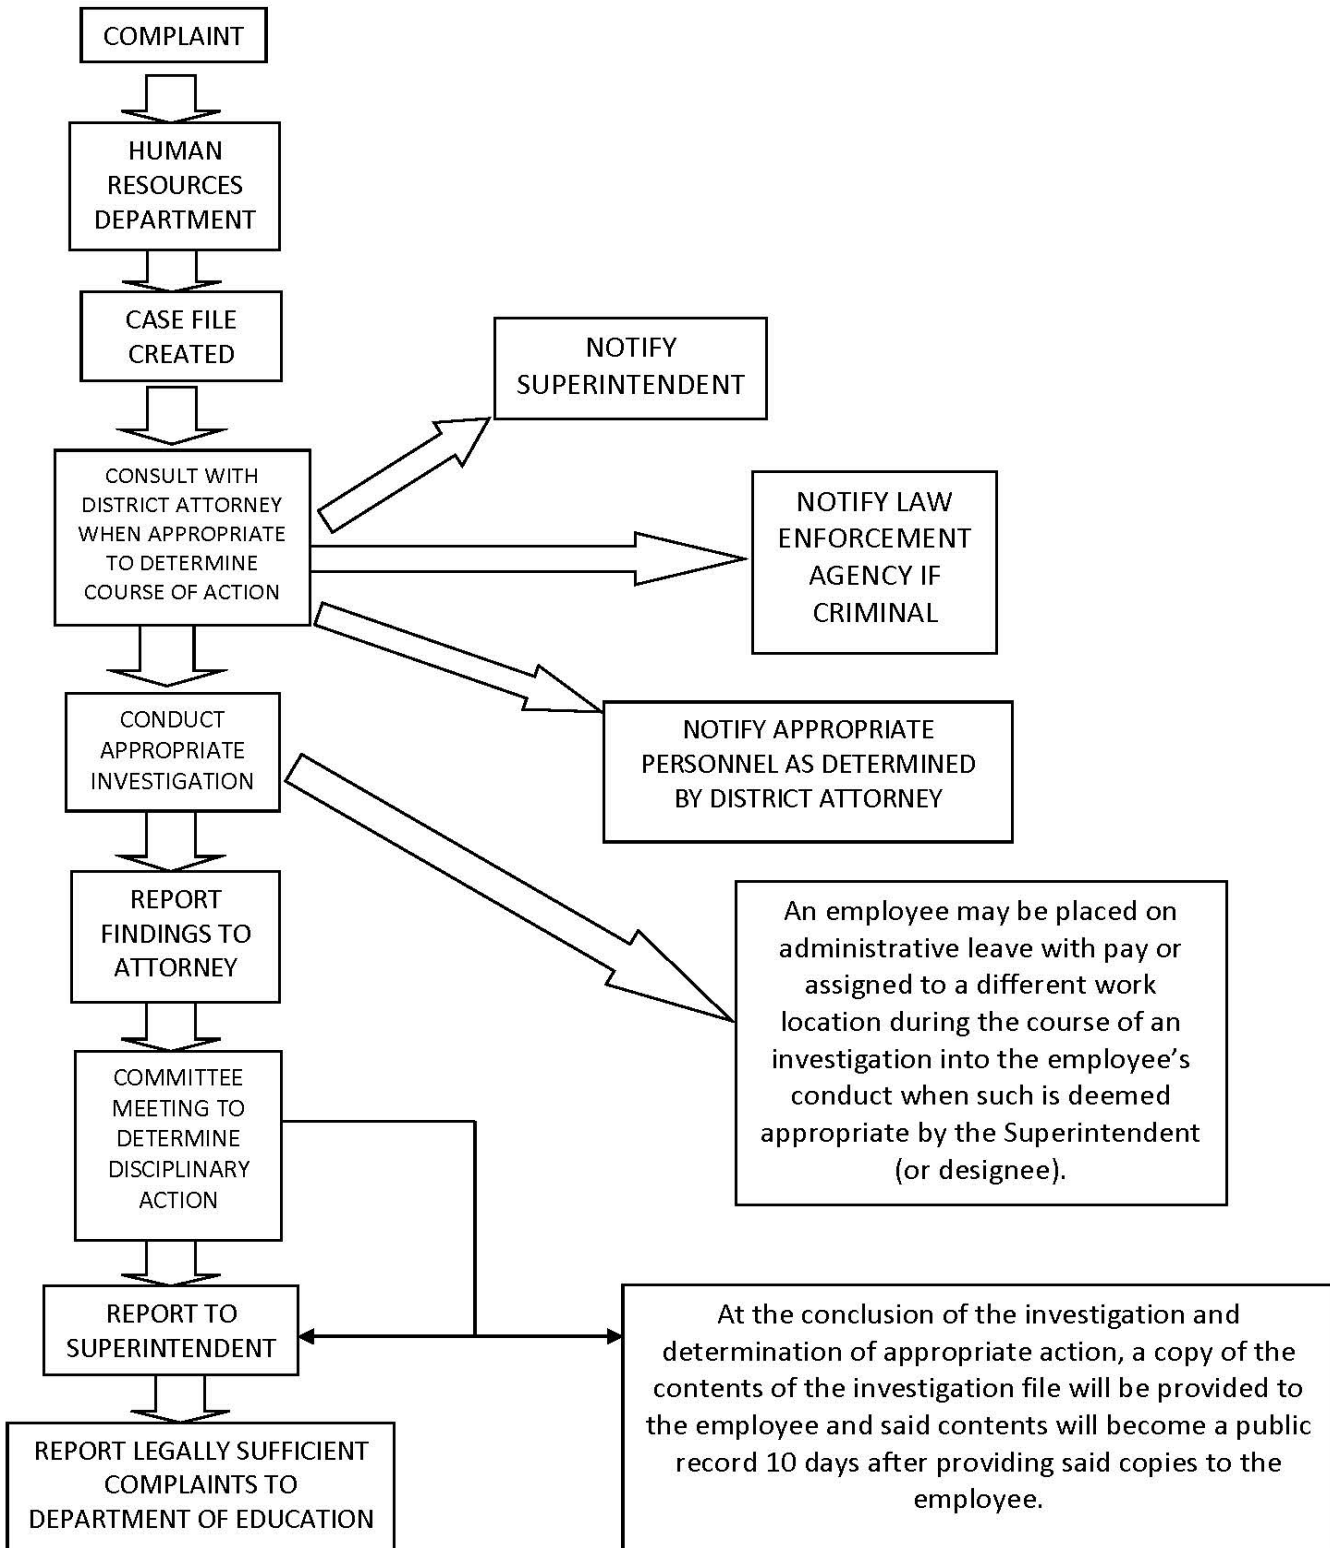 COMPLAINT
HUMAN
RESOURCES
DEPARTMENT
CASE FILE
CREATED
NOTIFY
SUPERINTENDENT
CONSULT WITH
DISTRICT ATTORNEY
WHEN APPROPRIATE
TO DETERMINE
COURSE OF ACTION
NOTIFY LAW
ENFORCEMENT
AGENCY IF
CRIMINAL
NOTIFY APPROPRIATE
PERSONNEL AS DETERMINED
BY DISTRICT ATTORNEY
CONDUCT
APPROPRIATE
INVESTIGATION
An employee may be placed on
administrative leave with pay or
assigned to a different work
location during the course of an
investigation into the employee’s
conduct when such is deemed
appropriate by the Superintendent
(or designee).
REPORT
FINDINGS TO
ATTORNEY
COMMITTEE
MEETING TO
DETERMINE
DISCIPLINARY
ACTION
REPORT TO
SUPERINTENDENT
At the conclusion of the investigation and
determination of appropriate action, a copy of the
contents of the investigation file will be provided to
the employee and said contents will become a public
record 10 days after providing said copies to the
employee.
REPORT LEGALLY SUFFICIENT
COMPLAINTS TO
DEPARTMENT OF EDUCATION